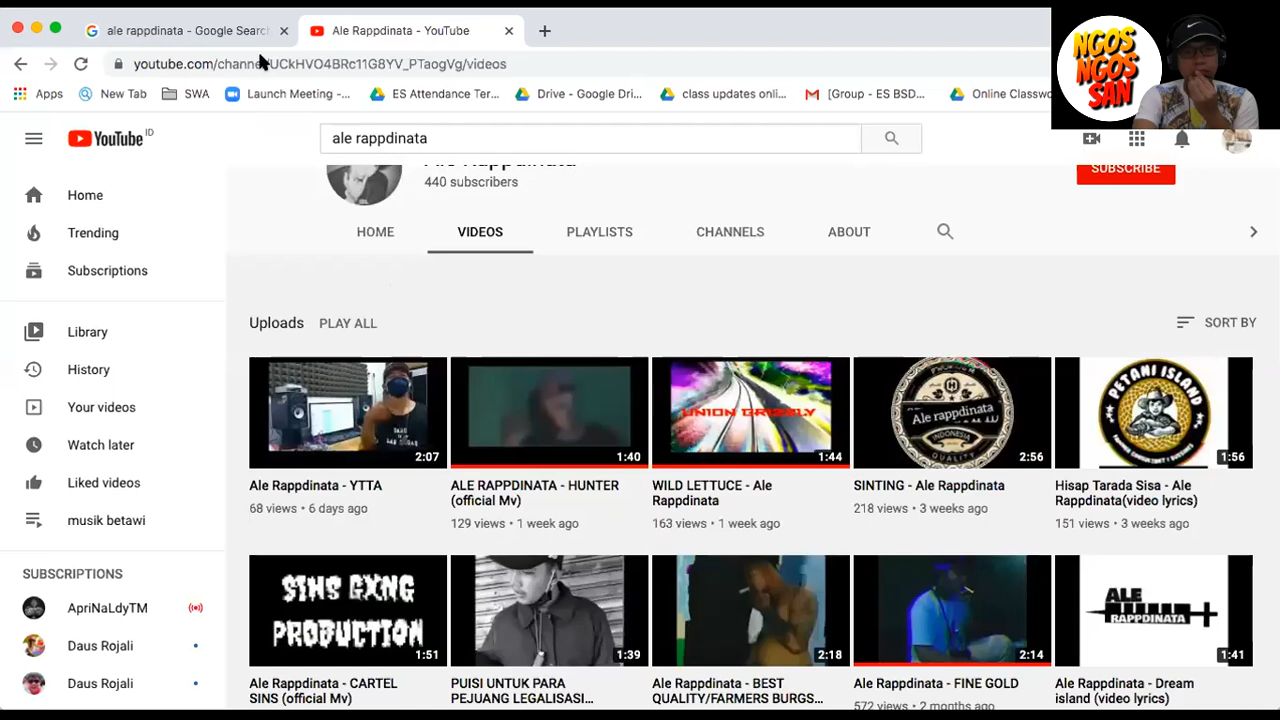 ale rappdinata - Google Search
Ale Rappdinata - YouTube
youtube.com/channel/UCkHVO4BRc11G8YV_PTaogVg/videos
Apps
New Tab
SWA
Launch Meeting -...
ES Attendance Ter...
Drive - Google Dri...
class updates onli...
[Group - ES BSD...
Online Classwo
NGOS
NGOS
SAN
YouTube ID
ale rappdinata
Ale Rappdinata
440 subscribers
SUBSCRIBE
HOME
VIDEOS
PLAYLISTS
CHANNELS
ABOUT
Home
Trending
Subscriptions
Library
History
Your videos
Watch later
Liked videos
musik betawi
SUBSCRIPTIONS
ApriNaLdyTM
Daus Rojali
Daus Rojali
Uploads
PLAY ALL
SORT BY
2:07
Ale Rappdinata - YTTA
68 views • 6 days ago
1:40
ALE RAPPDINATA - HUNTER
(official Mv)
129 views • 1 week ago
UNION GRIZZLY
1:44
WILD LETTUCE - Ale
Rappdinata
163 views • 1 week ago
Ale rappdinata
INDONESIA
QUALITY
2:56
SINTING - Ale Rappdinata
218 views • 3 weeks ago
PETANI ISLAND
1:56
Hisap Tarada Sisa - Ale
Rappdinata(video lyrics)
151 views • 3 weeks ago
SINS GXNG
PRODUCTION
1:51
Ale Rappdinata - CARTEL
SINS (official Mv)
1:39
PUISI UNTUK PARA
PEJUANG LEGALISASI...
2:18
Ale Rappdinata - BEST
QUALITY/FARMERS BURGS...
2:14
Ale Rappdinata - FINE GOLD
572 views • 2 months ago
ALE
RAPPDINATA
1:41
Ale Rappdinata - Dream
island (video lyrics)